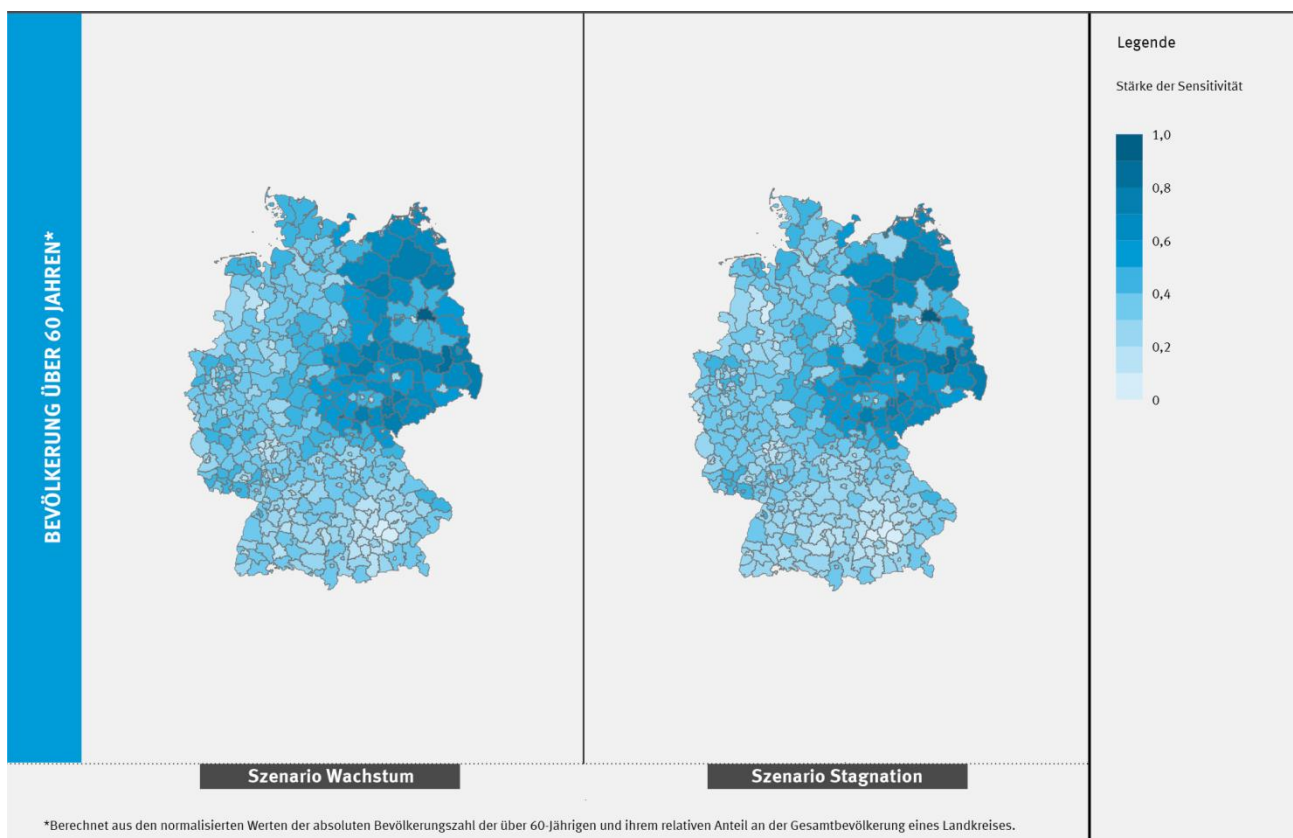 BEVÖLKERUNG ÜBER 60 JAHREN*
Szenario Wachstum
Szenario Stagnation
Legende
Stärke der Sensitivität
1,0
0,8
0,6
0,4
0,2
0
*Berechnet aus den normalisierten Werten der absoluten Bevölkerungszahl der über 60-Jährigen und ihrem relativen Anteil an der Gesamtbevölkerung eines Landkreises.